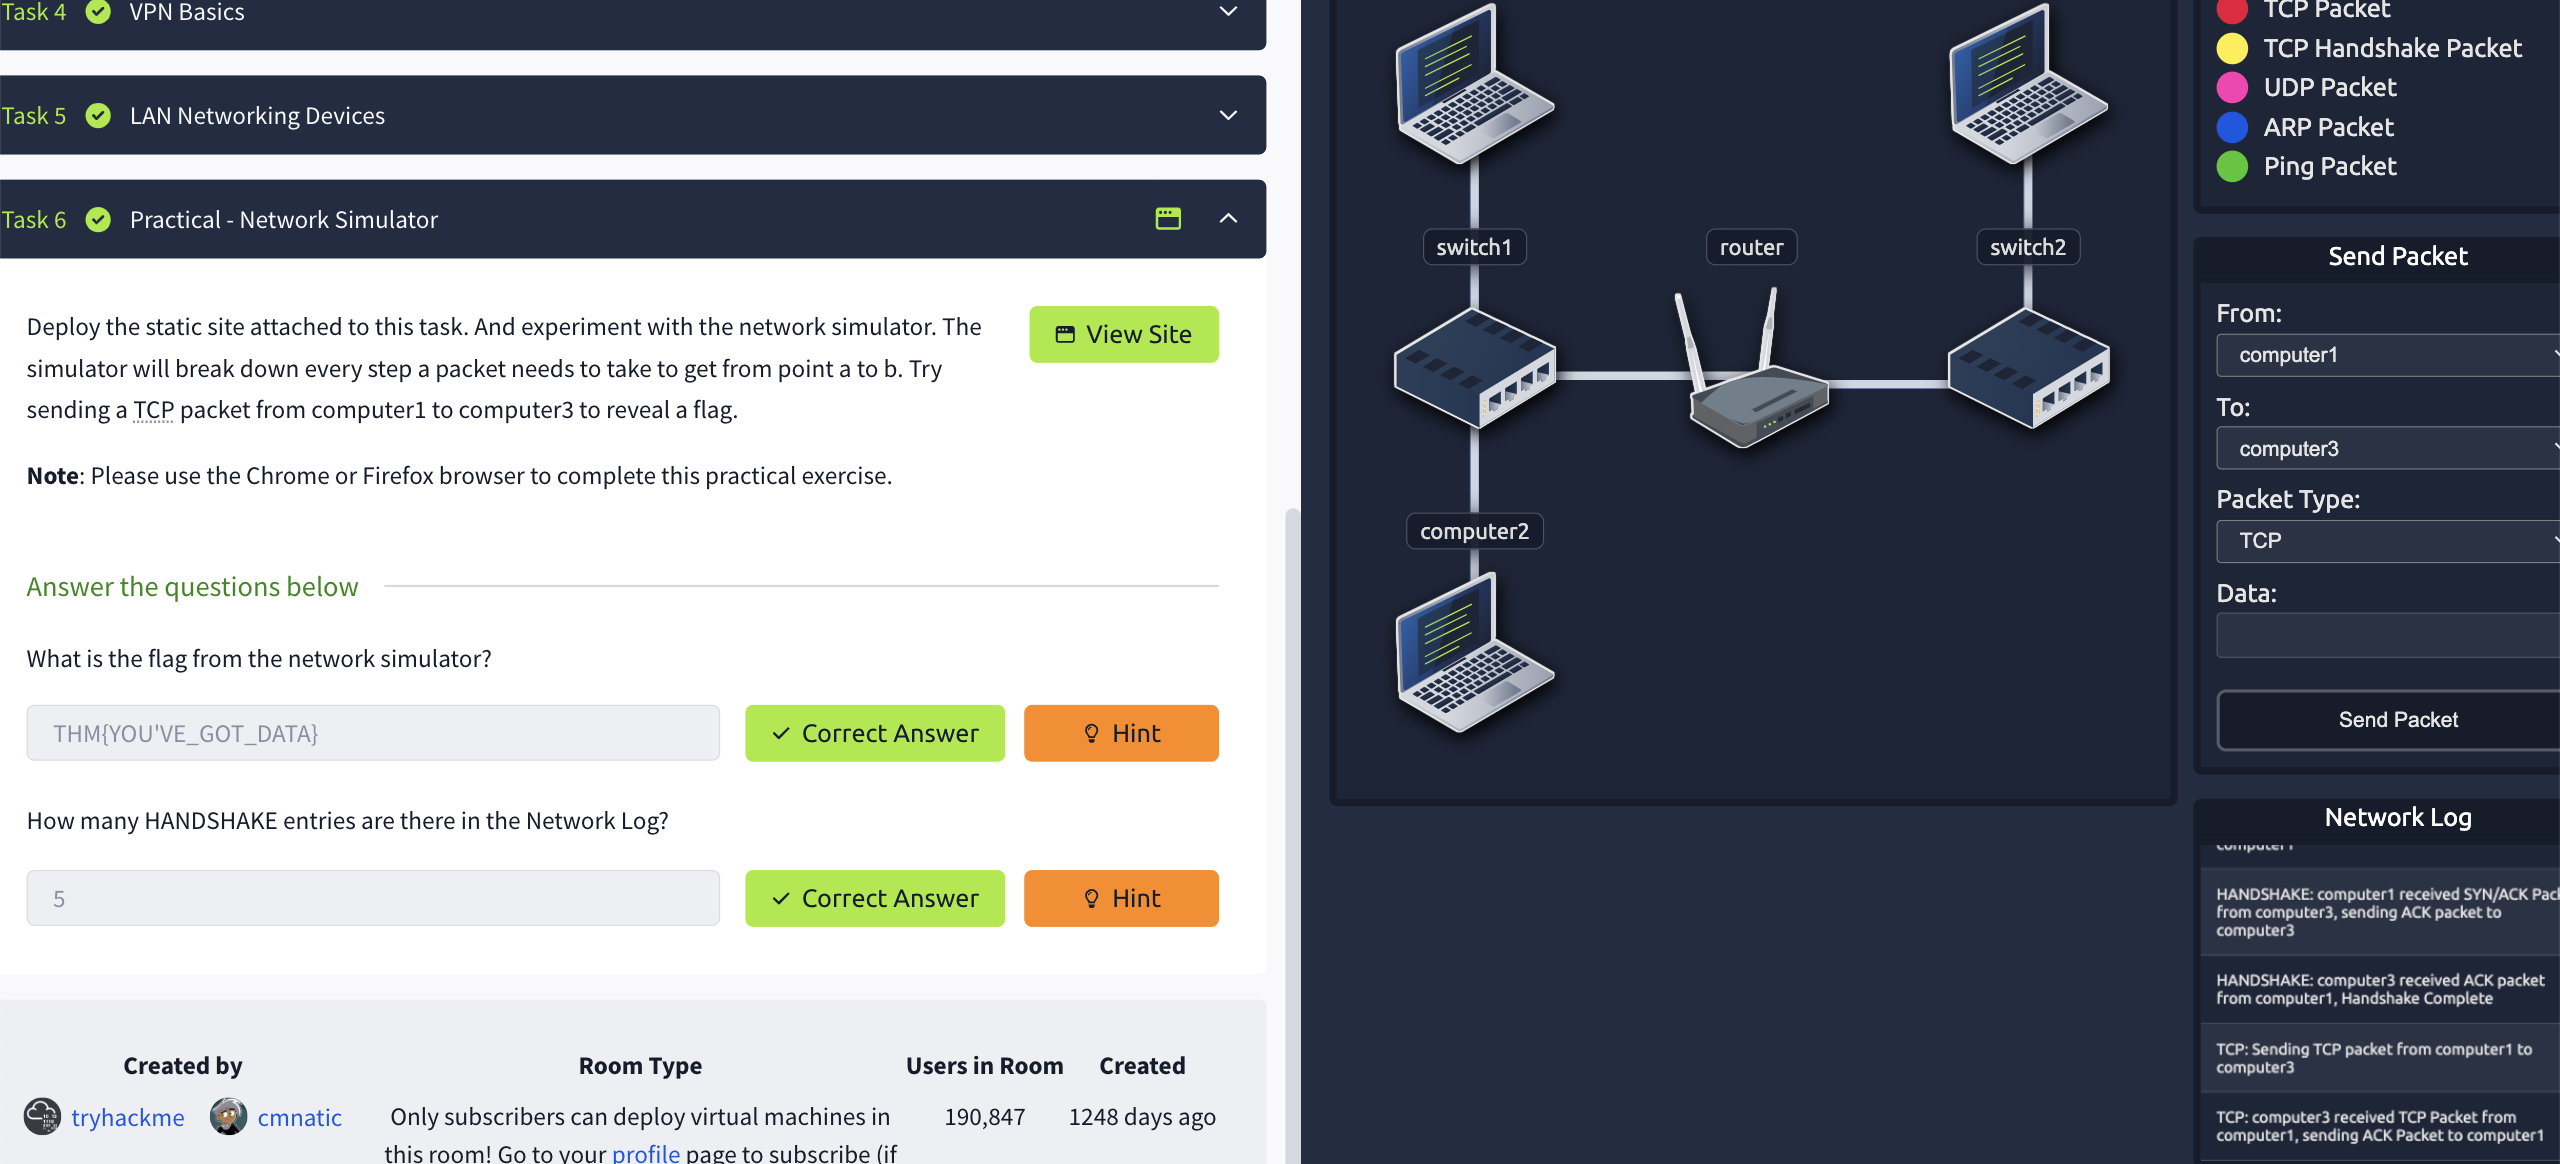 Task 4 VPN Basics
Task 5 LAN Networking Devices
Task 6 Practical - Network Simulator
Deploy the static site attached to this task. And experiment with the network simulator. The
simulator will break down every step a packet needs to take to get from point a to b. Try
sending a TCP packet from computer1 to computer3 to reveal a flag.
View Site
Note: Please use the Chrome or Firefox browser to complete this practical exercise.
Answer the questions below
What is the flag from the network simulator?
THM{YOU'VE_GOT_DATA}
Correct Answer
Hint
How many HANDSHAKE entries are there in the Network Log?
5
Correct Answer
Hint
Created by
tryhackme cmnatic
Room Type
Only subscribers can deploy virtual machines in
this room! Go to your profile page to subscribe (if
Users in Room
190,847
Created
1248 days ago
switch1
router
switch2
computer2
TCP Packet
TCP Handshake Packet
UDP Packet
ARP Packet
Ping Packet
Send Packet
From:
computer1
To:
computer3
Packet Type:
TCP
Data:
Send Packet
Network Log
computer1
HANDSHAKE: computer1 received SYN/ACK Pack
from computer3, sending ACK packet to
computer3
HANDSHAKE: computer3 received ACK packet
from computer1, Handshake Complete
TCP: Sending TCP packet from computer1 to
computer3
TCP: computer3 received TCP Packet from
computer1, sending ACK Packet to computer1